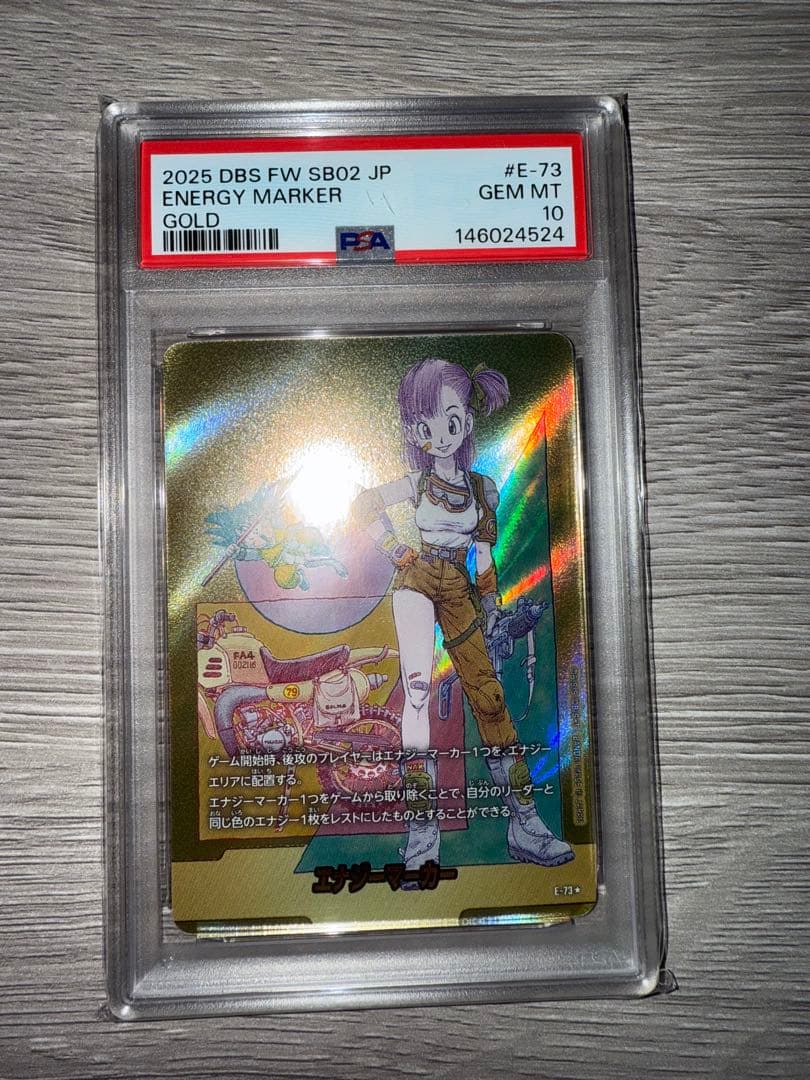 2025 DBS FW SB02 JP #E-73
ENERGY MARKER GEM MT
GOLD 10
PSA 146024524
FA4
002116
79
BULMA
ゲーム開始時、後攻のプレイヤーはエナジーマーカー1つを、エナジー
エリアに配置する。
エナジーマーカー1つをゲームから取り除くことで、自分のリーダーと
同じ色のエナジー1枚をレストにしたものとすることができる。
エナジーマーカー
E-73★